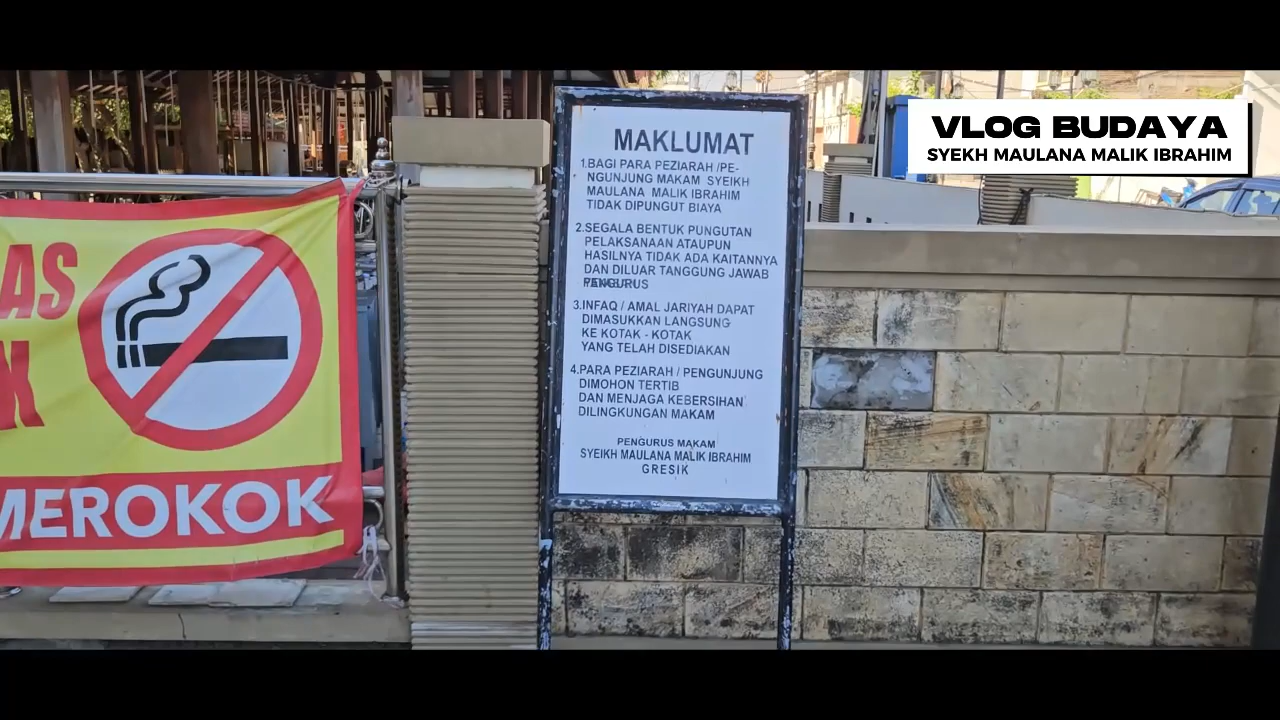 VLOG BUDAYA
SYEKH MAULANA MALIK IBRAHIM
MAKLUMAT
1.BAGI PARA PEZIARAH /PE-
NGUNJUNG MAKAM SYEIKH
MAULANA MALIK IBRAHIM
TIDAK DIPUNGUT BIAYA
2.SEGALA BENTUK PUNGUTAN
PELAKSANAAN ATAUPUN
HASILNYA TIDAK ADA KAITANNYA
DAN DILUAR TANGGUNG JAWAB
PENGURUS
3.INFAQ / AMAL JARIYAH DAPAT
DIMASUKKAN LANGSUNG
KE KOTAK - KOTAK
YANG TELAH DISEDIAKAN
4.PARA PEZIARAH / PENGUNJUNG
DIMOHON TERTIB
DAN MENJAGA KEBERSIHAN
DILINGKUNGAN MAKAM
PENGURUS MAKAM
SYEIKH MAULANA MALIK IBRAHIM
GRESIK
AS
K
MEROKOK